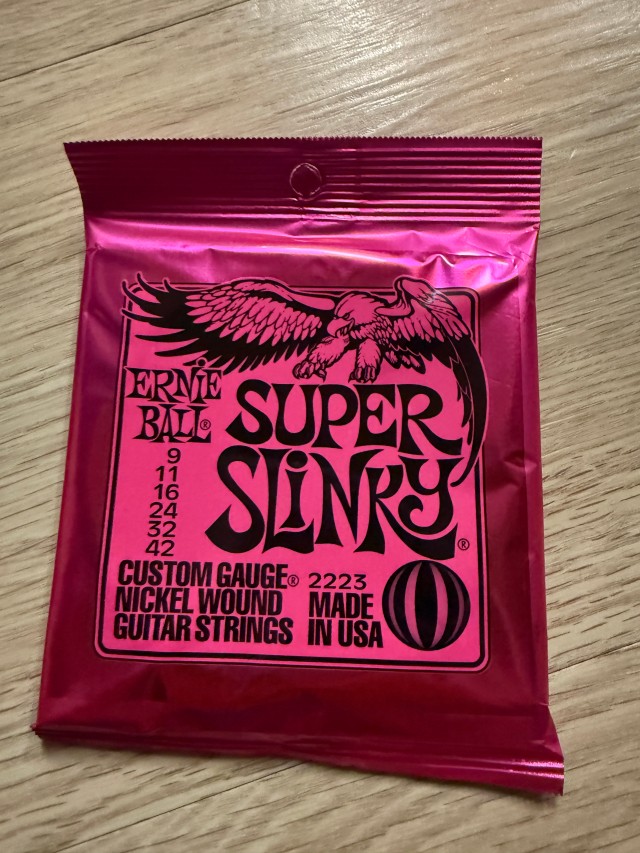 ERNiE
BALL®
SUPER
SLiNKY®
9
11
16
24
32
42
CUSTOM GAUGE®
NICKEL WOUND
GUITAR STRINGS
2223
MADE
IN USA